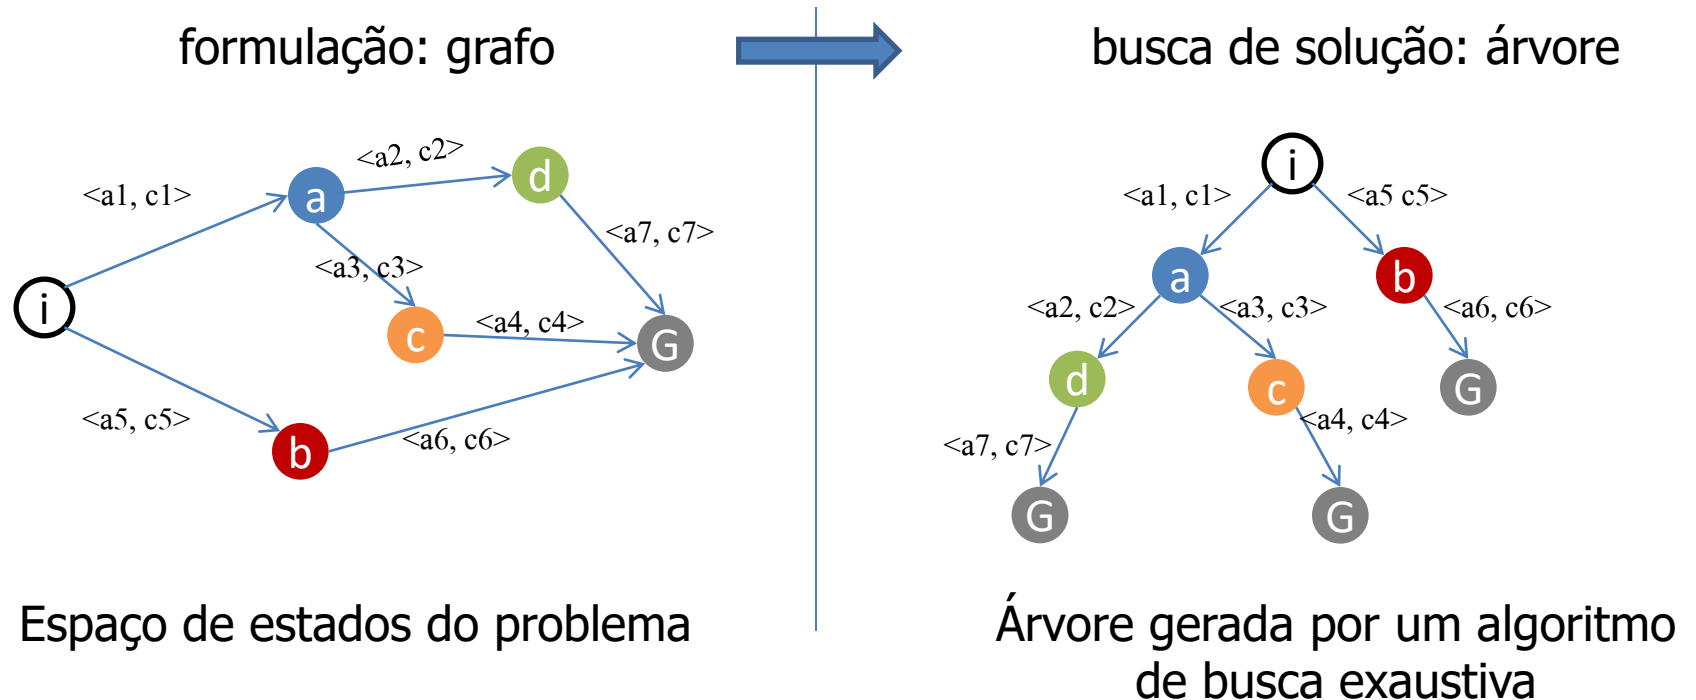 formulação: grafo
busca de solução: árvore
<a1, c1>
a
<a2, c2>
d
<a7, c7>
<a3, c3>
i
c
<a4, c4>
G
<a5, c5>
b
<a6, c6>
Espaço de estados do problema
i
<a1, c1>
<a5 c5>
a
b
<a2, c2>
<a3, c3>
<a6, c6>
d
c
G
<a7, c7>
<a4, c4>
G
G
Árvore gerada por um algoritmo
de busca exaustiva